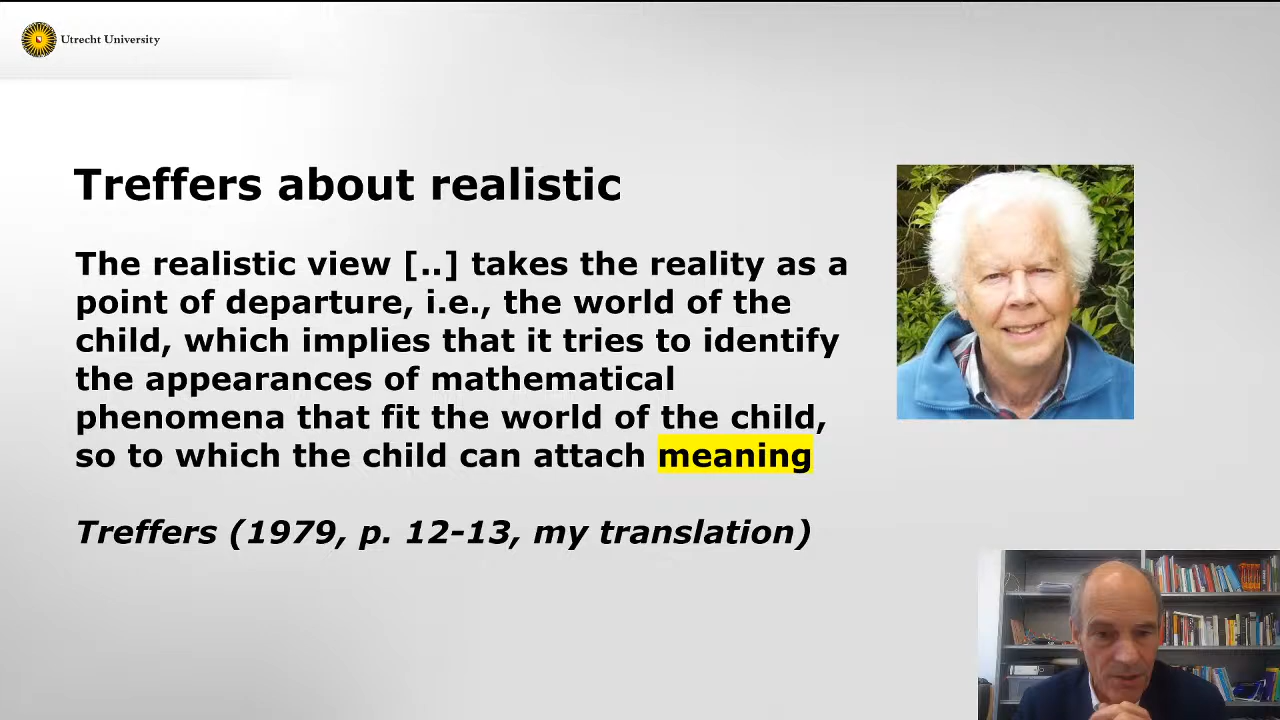 Utrecht University
Treffers about realistic
The realistic view [..] takes the reality as a
point of departure, i.e., the world of the
child, which implies that it tries to identify
the appearances of mathematical
phenomena that fit the world of the child,
so to which the child can attach meaning
Treffers (1979, p. 12-13, my translation)